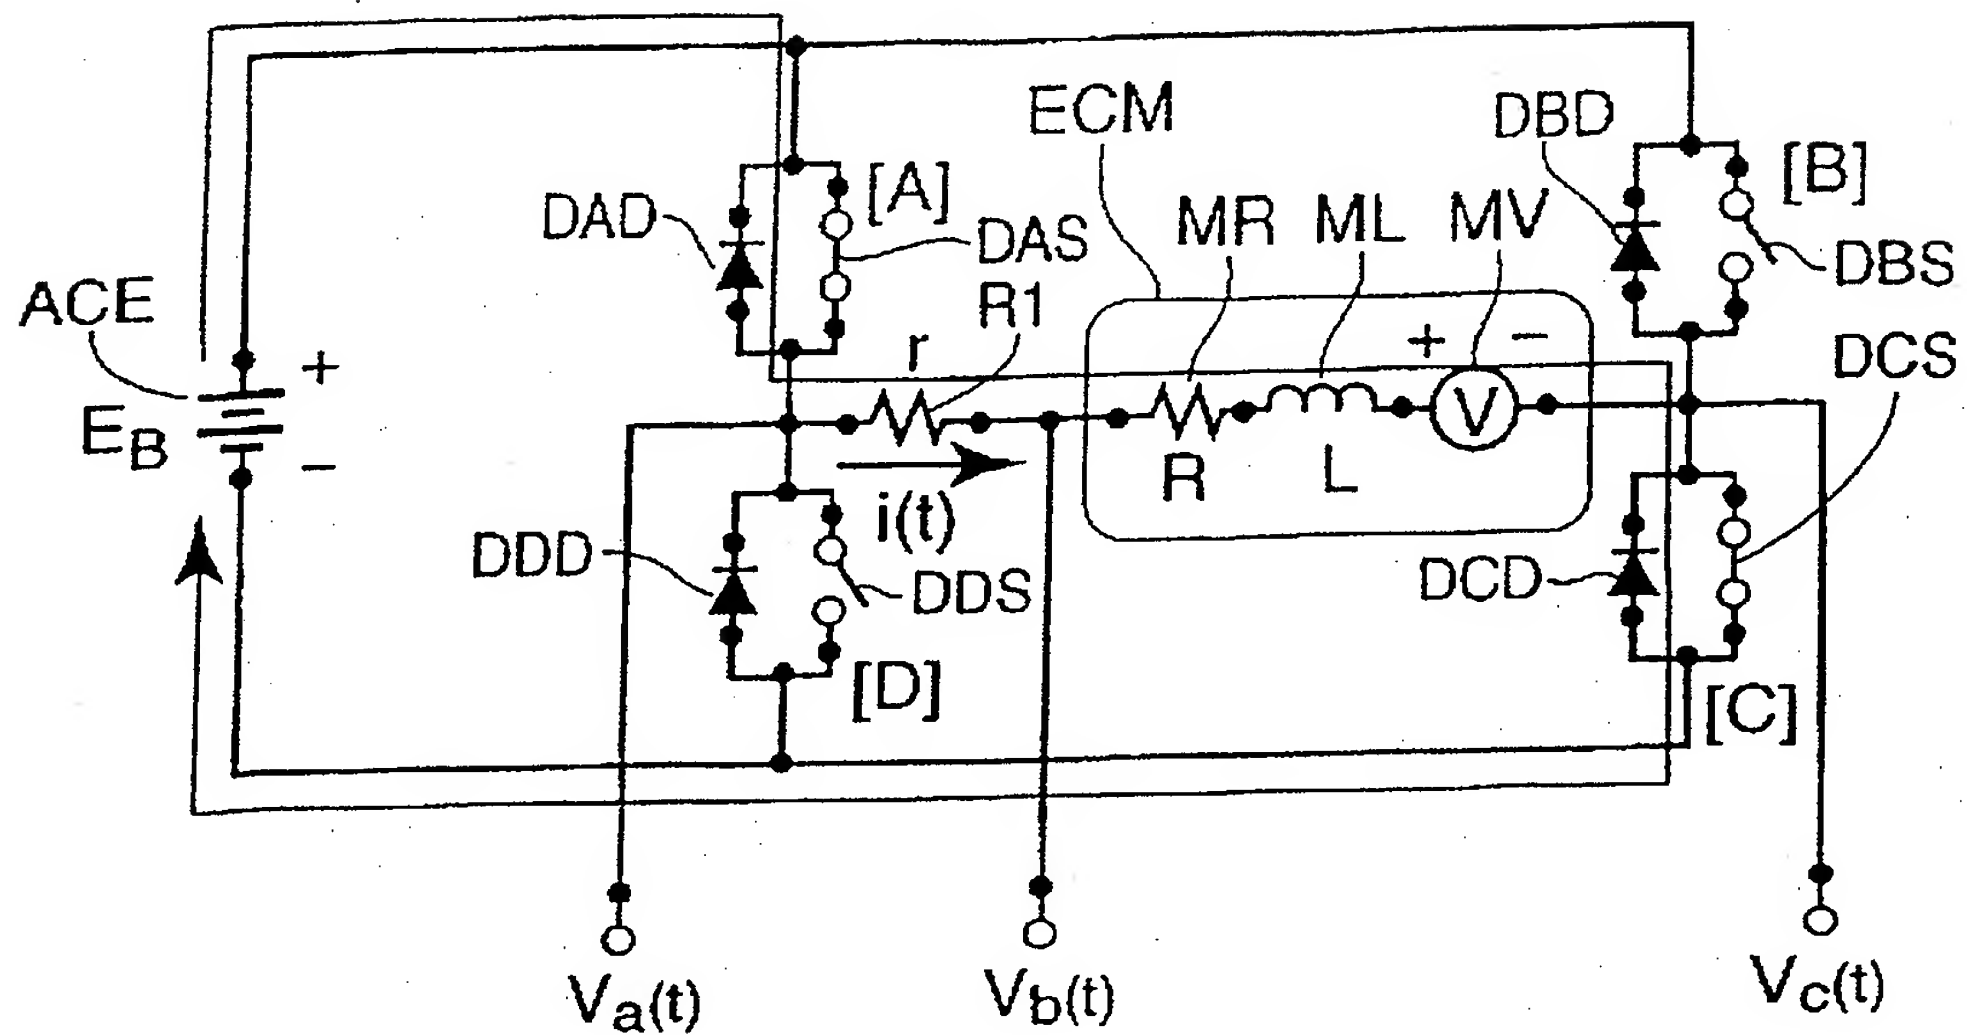 ECM
DBD
[B]
[A]
DAD
DAS
MR
ML
MV
DBS
ACE
R1
r
+
−
DCS
+
E_B
−
V
R
L
i(t)
DDD
DDS
DCD
[D]
[C]
V_a(t)
V_b(t)
V_c(t)